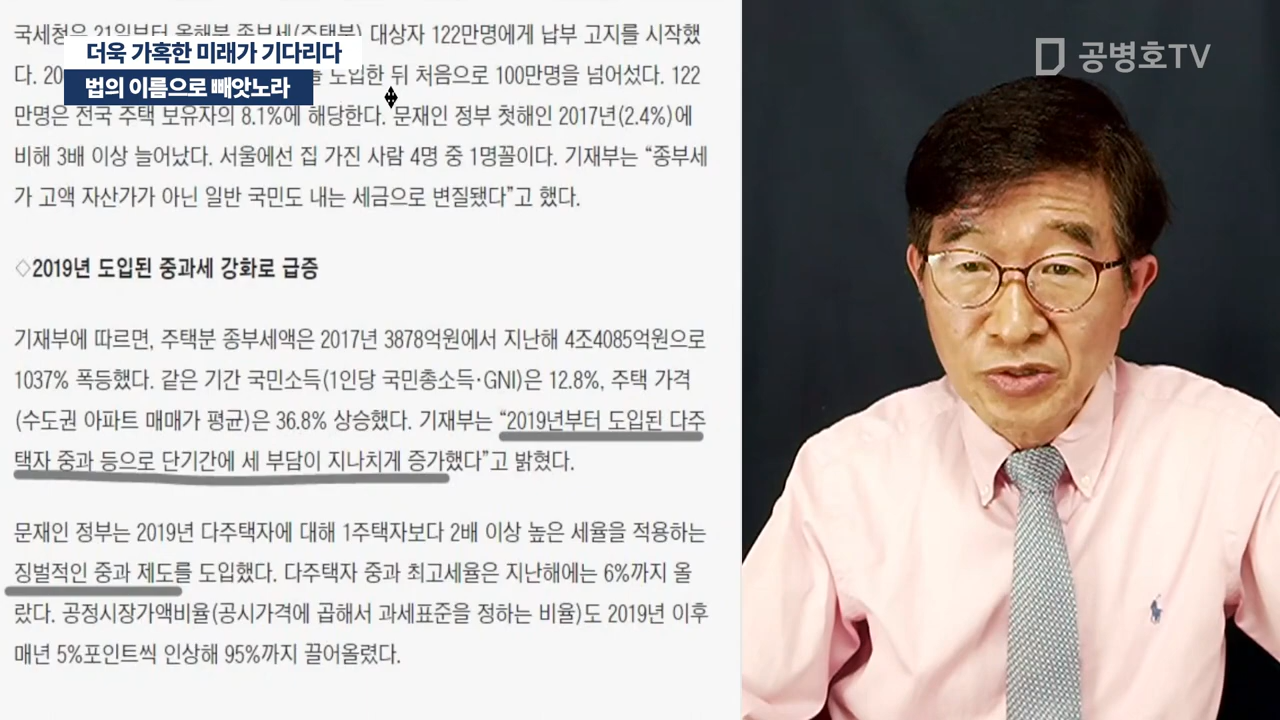 국세청은 21일부터 올해분 종부세(주택분) 대상자 122만명에게 납부 고지를 시작했
더욱 가혹한 미래가 기다리다
다. 20 도입한 뒤 처음으로 100만명을 넘어섰다. 122
법의 이름으로 빼앗노라
만명은 전국 주택 보유자의 8.1%에 해당한다. 문재인 정부 첫해인 2017년(2.4%)에
비해 3배 이상 늘어났다. 서울에선 집 가진 사람 4명 중 1명꼴이다. 기재부는 “종부세
가 고액 자산가가 아닌 일반 국민도 내는 세금으로 변질됐다”고 했다.
◇2019년 도입된 중과세 강화로 급증
기재부에 따르면, 주택분 종부세액은 2017년 3878억원에서 지난해 4조4085억원으로
1037% 폭등했다. 같은 기간 국민소득(1인당 국민총소득·GNI)은 12.8%, 주택 가격
(수도권 아파트 매매가 평균)은 36.8% 상승했다. 기재부는 “2019년부터 도입된 다주
택자 중과 등으로 단기간에 세 부담이 지나치게 증가했다”고 밝혔다.
문재인 정부는 2019년 다주택자에 대해 1주택자보다 2배 이상 높은 세율을 적용하는
징벌적인 중과 제도를 도입했다. 다주택자 중과 최고세율은 지난해에는 6%까지 올
랐다. 공정시장가액비율(공시가격에 곱해서 과세표준을 정하는 비율)도 2019년 이후
매년 5%포인트씩 인상해 95%까지 끌어올렸다.
공병호TV